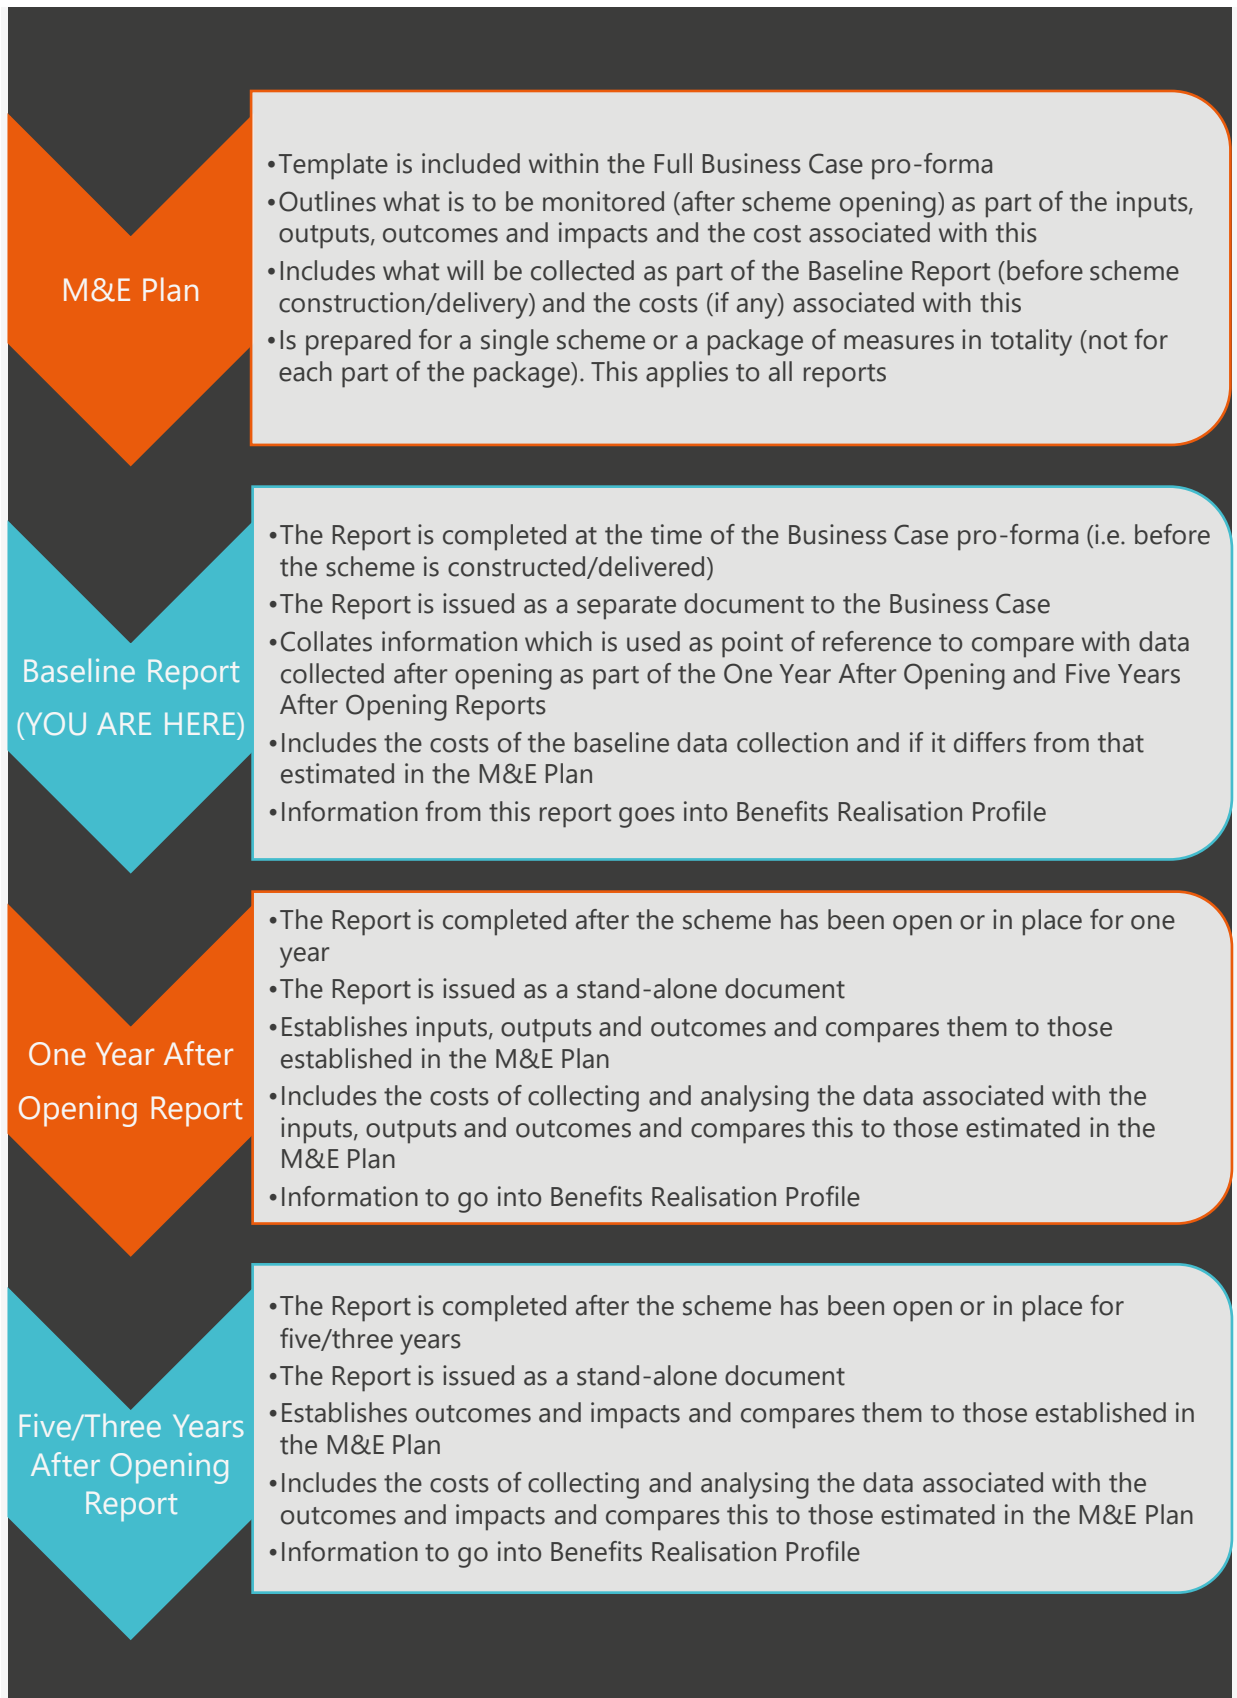 M&E Plan
•Template is included within the Full Business Case pro-forma
•Outlines what is to be monitored (after scheme opening) as part of the inputs,
outputs, outcomes and impacts and the cost associated with this
•Includes what will be collected as part of the Baseline Report (before scheme
construction/delivery) and the costs (if any) associated with this
•Is prepared for a single scheme or a package of measures in totality (not for
each part of the package). This applies to all reports
Baseline Report
(YOU ARE HERE)
•The Report is completed at the time of the Business Case pro-forma (i.e. before
the scheme is constructed/delivered)
•The Report is issued as a separate document to the Business Case
•Collates information which is used as point of reference to compare with data
collected after opening as part of the One Year After Opening and Five Years
After Opening Reports
•Includes the costs of the baseline data collection and if it differs from that
estimated in the M&E Plan
•Information from this report goes into Benefits Realisation Profile
One Year After
Opening Report
•The Report is completed after the scheme has been open or in place for one
year
•The Report is issued as a stand-alone document
•Establishes inputs, outputs and outcomes and compares them to those
established in the M&E Plan
•Includes the costs of collecting and analysing the data associated with the
inputs, outputs and outcomes and compares this to those estimated in the
M&E Plan
•Information to go into Benefits Realisation Profile
Five/Three Years
After Opening
Report
•The Report is completed after the scheme has been open or in place for
five/three years
•The Report is issued as a stand-alone document
•Establishes outcomes and impacts and compares them to those established in
the M&E Plan
•Includes the costs of collecting and analysing the data associated with the
outcomes and impacts and compares this to those estimated in the M&E Plan
•Information to go into Benefits Realisation Profile